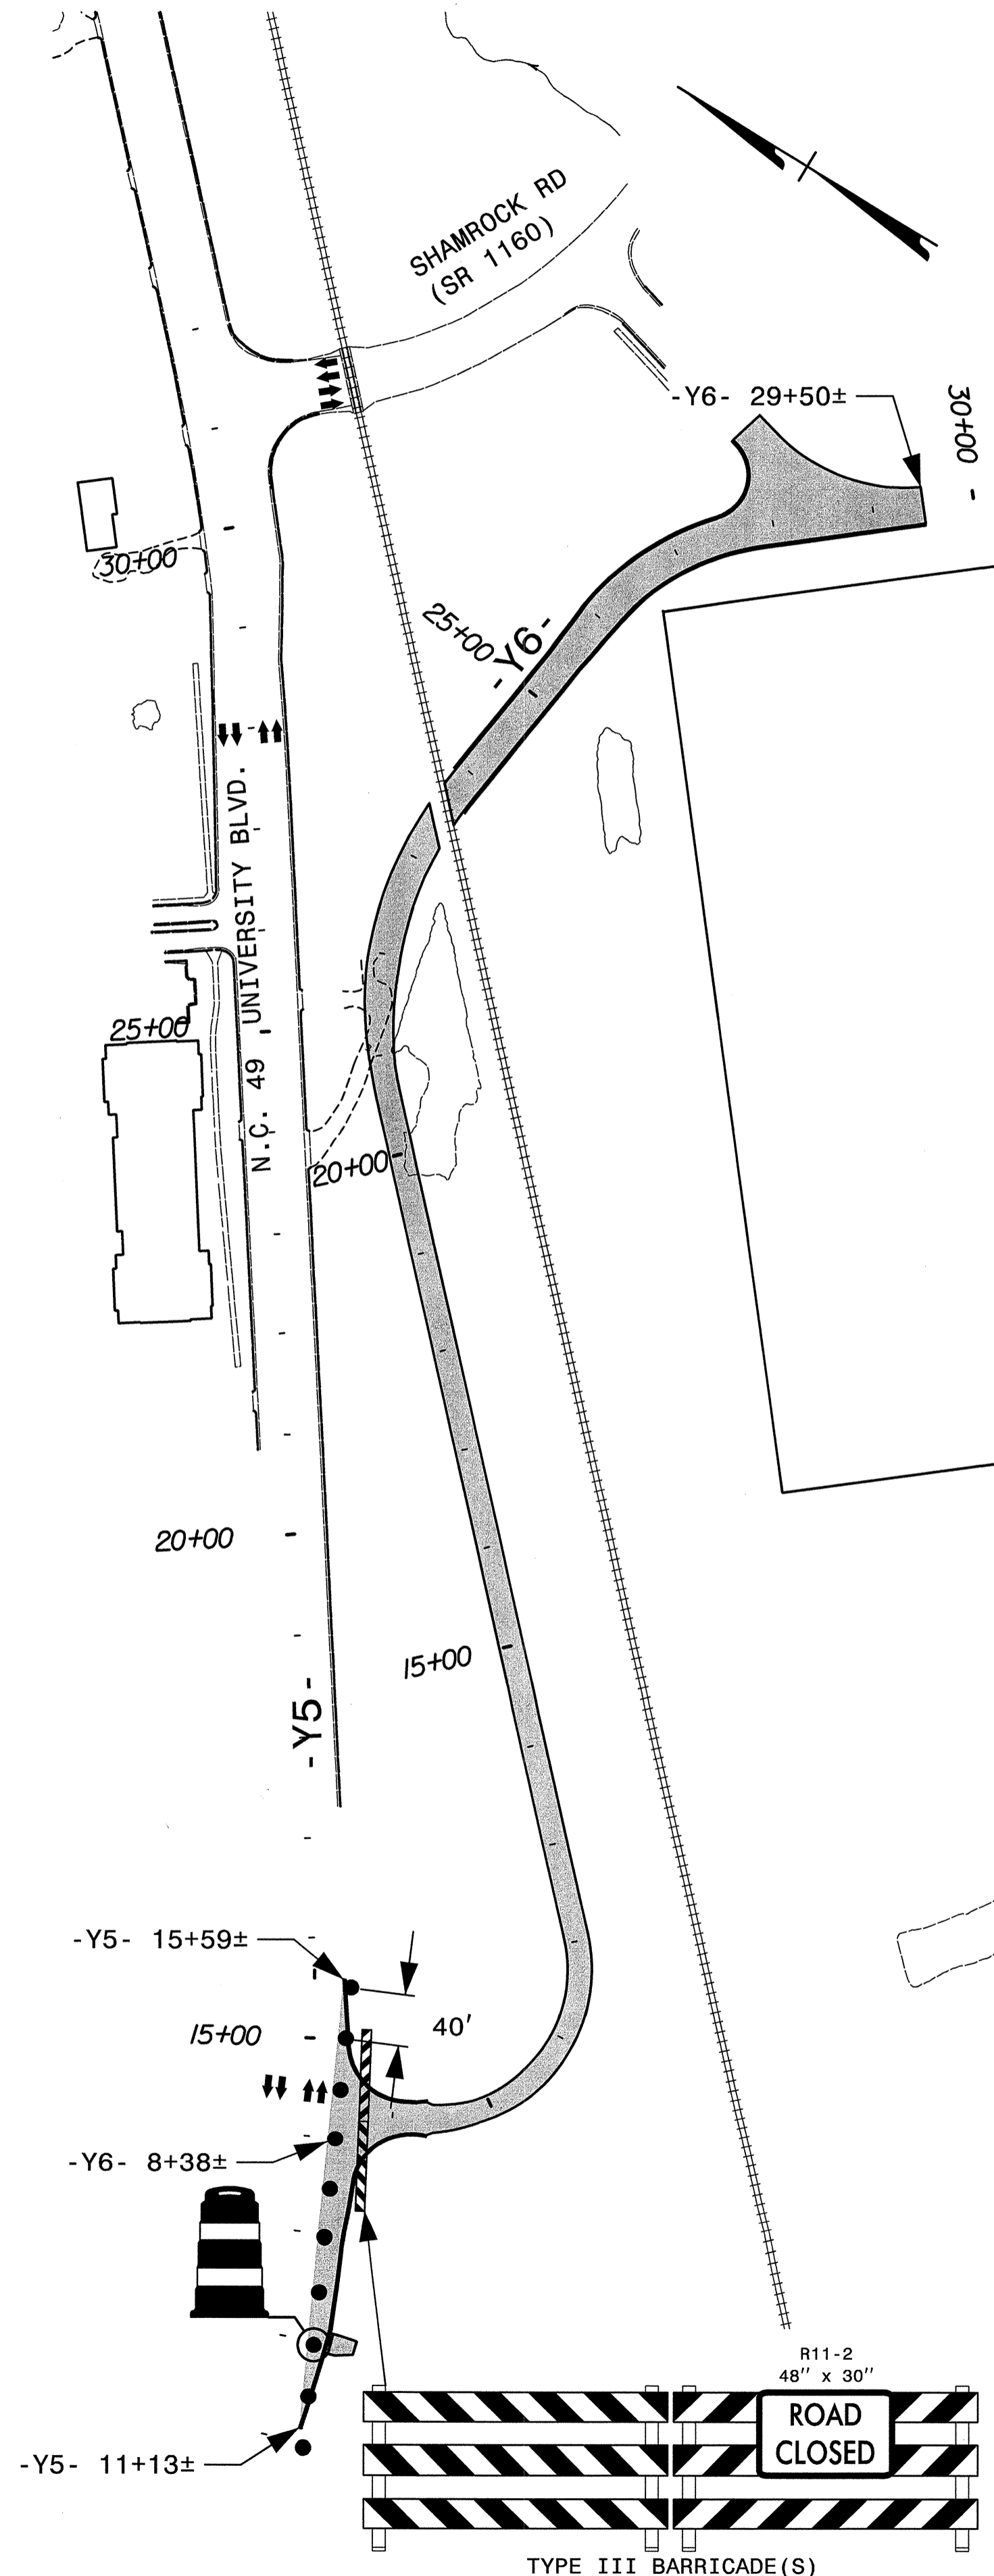 SHAMROCK RD
(SR 1160)
-Y6- 29+50±
30+00
30+00
25+00
-Y6-
N.C. 49 UNIVERSITY BLVD.
25+00
20+00
20+00
15+00
-Y5-
-Y5- 15+59±
15+00
40'
-Y6- 8+38±
-Y5- 11+13±
R11-2
48" x 30"
ROAD
CLOSED
TYPE III BARRICADE(S)